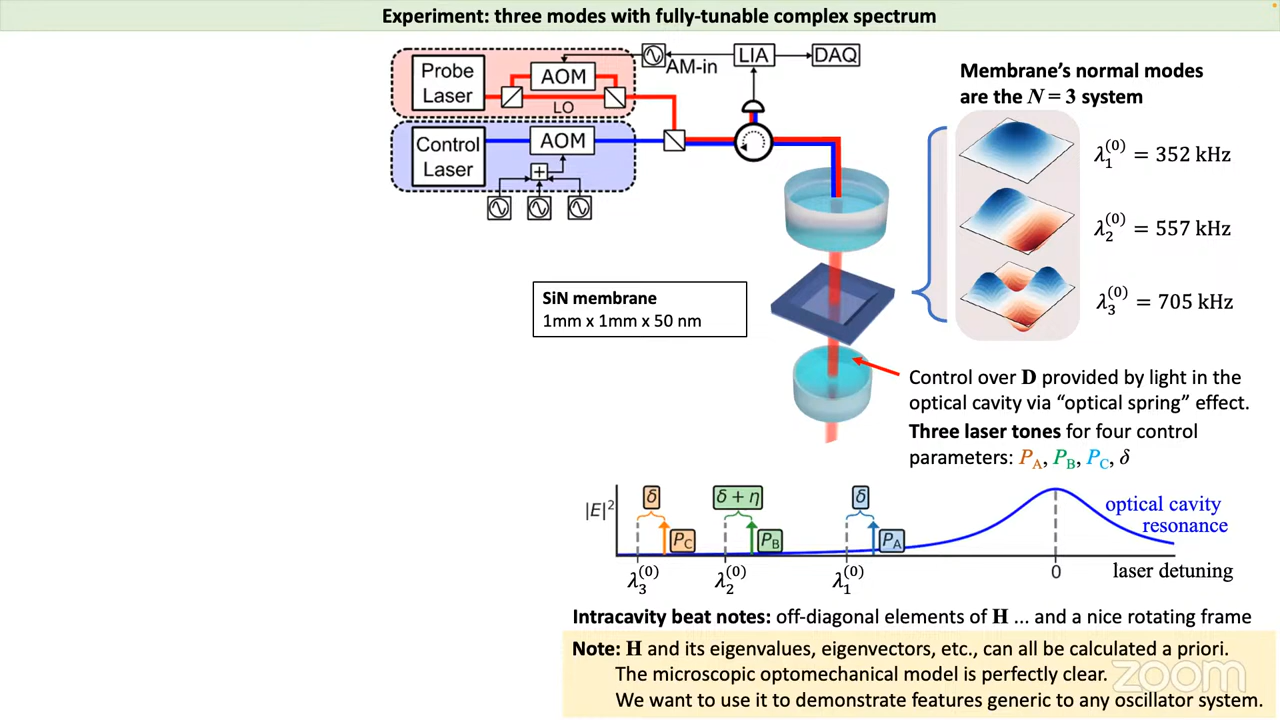 Experiment: three modes with fully-tunable complex spectrum
Probe
Laser
AOM
LO
AM-in
LIA
DAQ
Control
Laser
AOM
+
Membrane's normal modes
are the N = 3 system
λ₁⁽⁰⁾ = 352 kHz
λ₂⁽⁰⁾ = 557 kHz
λ₃⁽⁰⁾ = 705 kHz
SiN membrane
1mm x 1mm x 50 nm
Control over D provided by light in the
optical cavity via “optical spring” effect.
Three laser tones for four control
parameters: P_A, P_B, P_C, δ
|E|²
δ
δ + η
δ
P_C
P_B
P_A
optical cavity
resonance
λ₃⁽⁰⁾
λ₂⁽⁰⁾
λ₁⁽⁰⁾
0
laser detuning
Intracavity beat notes: off-diagonal elements of H ... and a nice rotating frame
Note: H and its eigenvalues, eigenvectors, etc., can all be calculated a priori.
The microscopic optomechanical model is perfectly clear.
We want to use it to demonstrate features generic to any oscillator system.
zoom